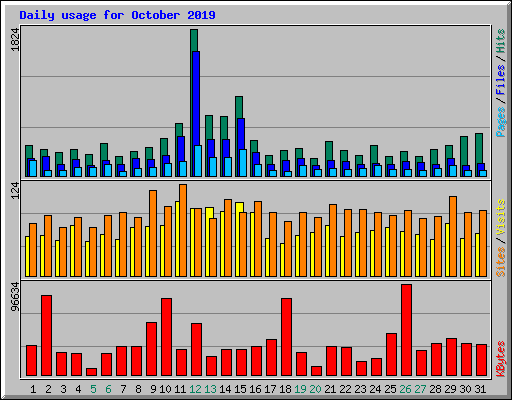 Daily usage for October 2019
1824
Pages / Files / Hits
124
Sites / Visits
96634
KBytes
1 2 3 4 5 6 7 8 9 10 11 12 13 14 15 16 17 18 19 20 21 22 23 24 25 26 27 28 29 30 31